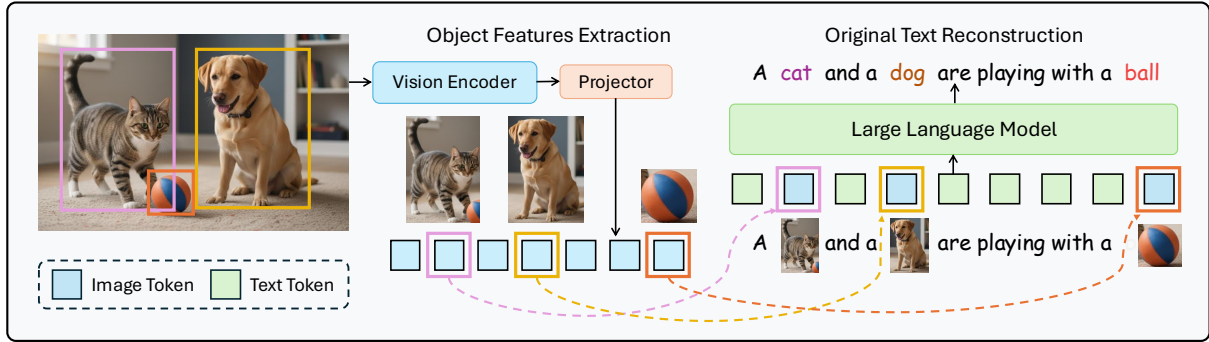 Object Features Extraction
Vision Encoder
Projector
Image Token
Text Token
Original Text Reconstruction
A cat and a dog are playing with a ball
Large Language Model
A and a are playing with a